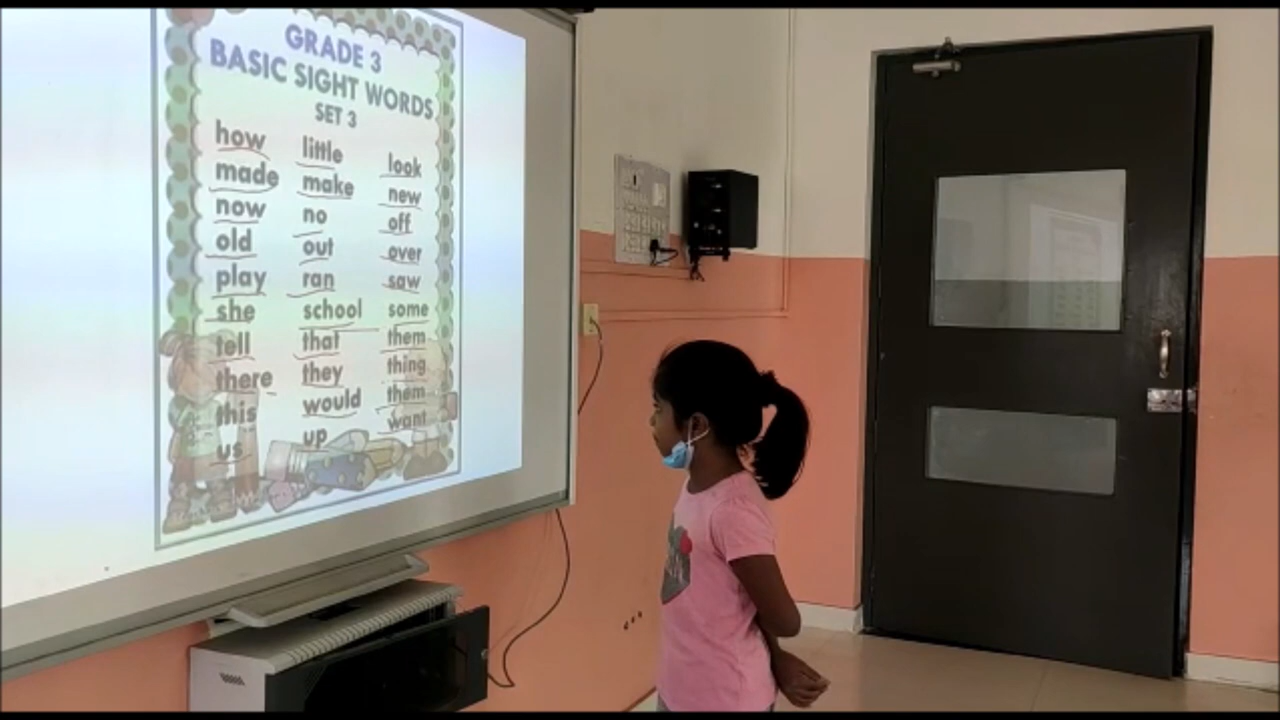 GRADE 3
BASIC SIGHT WORDS
SET 3
how little look
made make new
now no off
old out over
play ran saw
she school some
tell that them
there they thing
this would them
us up want